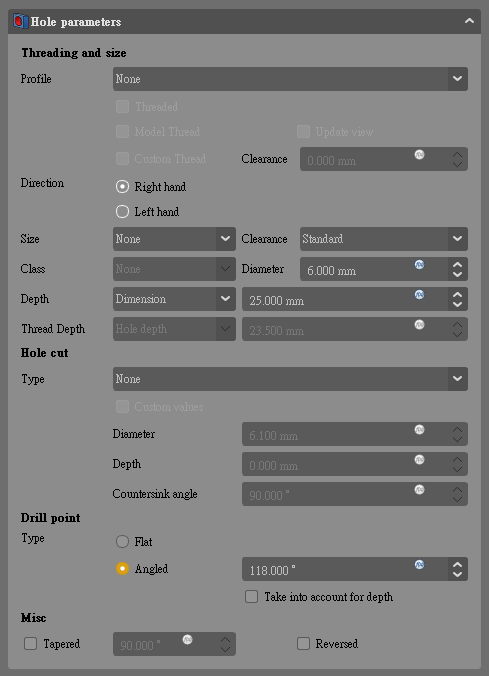 Hole parameters
Threading and size
Profile None
Threaded
Model Thread Update view
Custom Thread Clearance 0.000 mm
Direction Right hand
Left hand
Size None Clearance Standard
Class None Diameter 6.000 mm
Depth Dimension 25.000 mm
Thread Depth Hole depth 23.500 mm
Hole cut
Type None
Custom values
Diameter 6.100 mm
Depth 0.000 mm
Countersink angle 90.000 °
Drill point
Type Flat
Angled 118.000 °
Take into account for depth
Misc
Tapered 90.000 ° Reversed